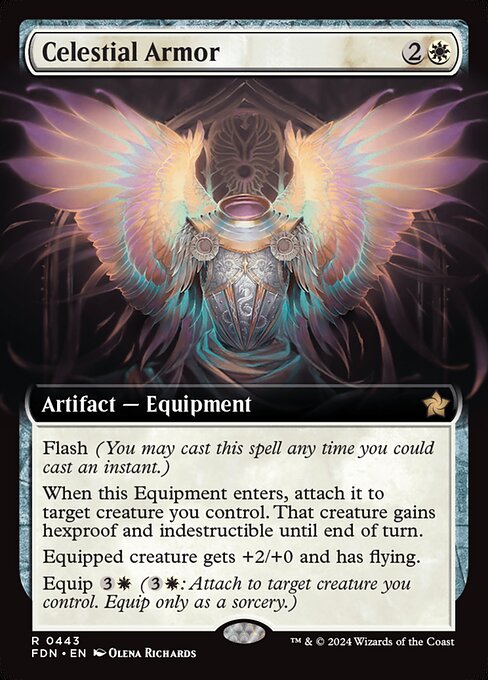 Celestial Armor 2
Artifact — Equipment
Flash (You may cast this spell any time you could
cast an instant.)
When this Equipment enters, attach it to
target creature you control. That creature gains
hexproof and indestructible until end of turn.
Equipped creature gets +2/+0 and has flying.
Equip 3 (3: Attach to target creature you
control. Equip only as a sorcery.)
R 0443
FDN • EN Olena Richards
™ & © 2024 Wizards of the Coast